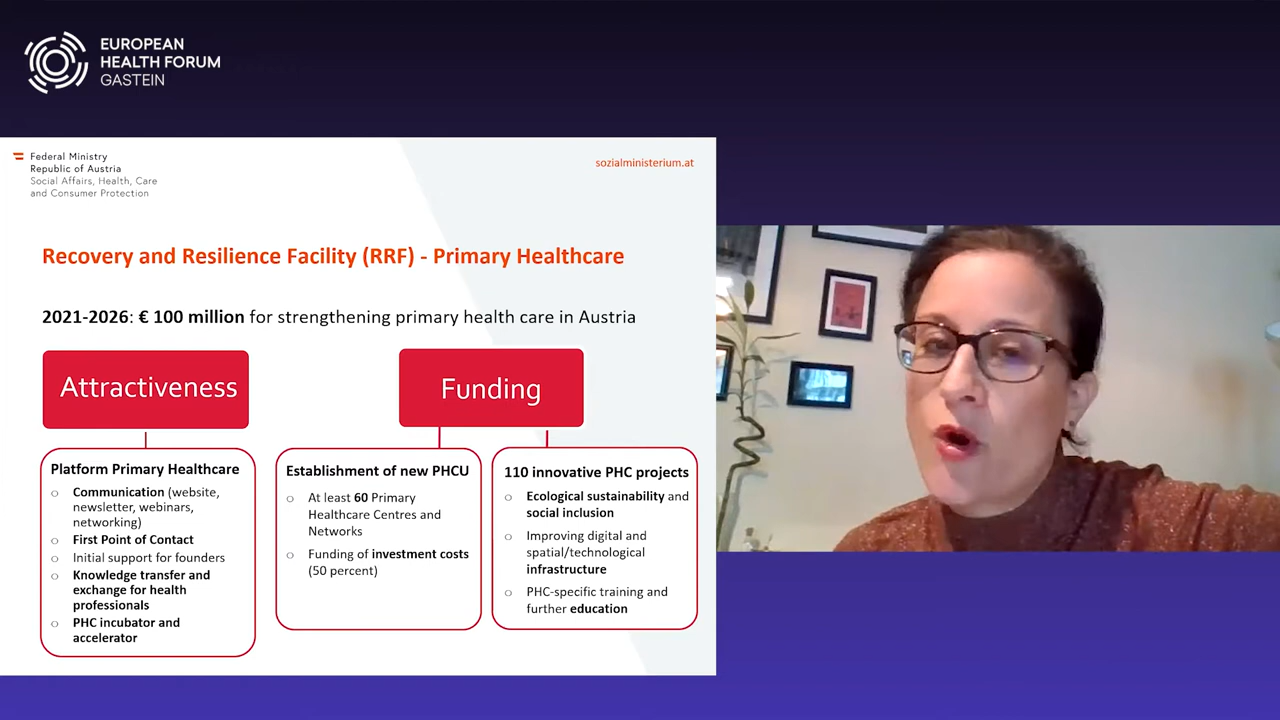 EUROPEAN
HEALTH FORUM
GASTEIN
Federal Ministry
Republic of Austria
Social Affairs, Health, Care
and Consumer Protection
sozialministerium.at
Recovery and Resilience Facility (RRF) - Primary Healthcare
2021-2026: € 100 million for strengthening primary health care in Austria
Attractiveness
Funding
Platform Primary Healthcare
Communication (website,
newsletter, webinars,
networking)
First Point of Contact
Initial support for founders
Knowledge transfer and
exchange for health
professionals
PHC incubator and
accelerator
Establishment of new PHCU
At least 60 Primary
Healthcare Centres and
Networks
Funding of investment costs
(50 percent)
110 innovative PHC projects
Ecological sustainability and
social inclusion
Improving digital and
spatial/technological
infrastructure
PHC-specific training and
further education